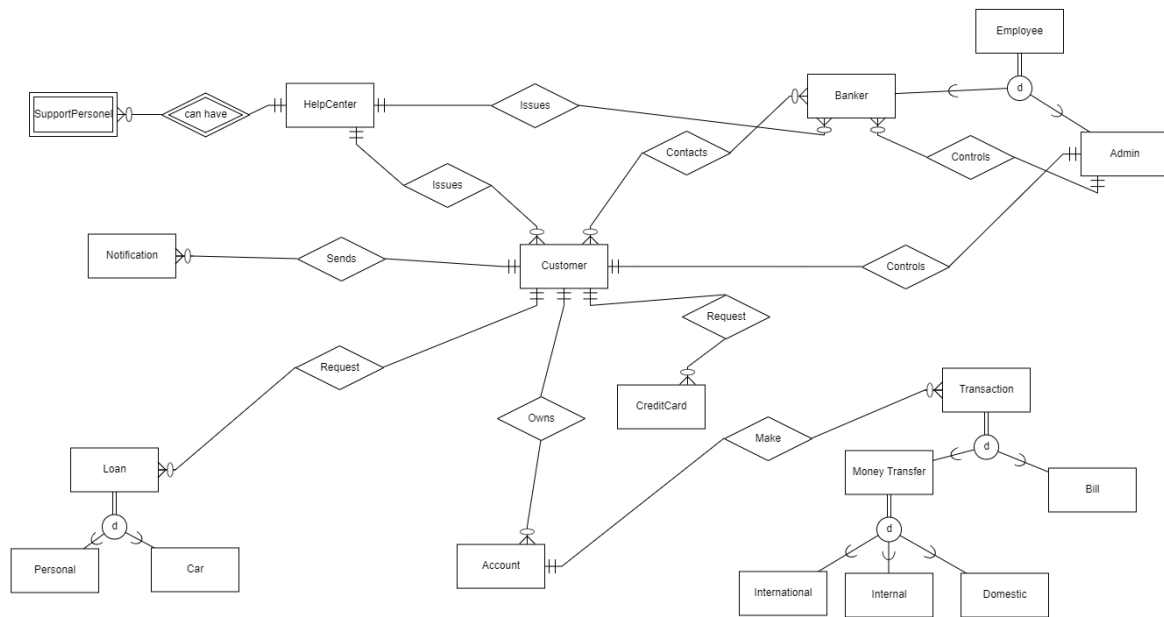 Employee
SupportPersonel
can have
HelpCenter
Issues
Banker
d
Contacts
Controls
Admin
Issues
Notification
Sends
Customer
Controls
Request
Request
CreditCard
Transaction
Owns
Make
Loan
d
Money Transfer
Bill
d
d
Personal
Car
Account
International
Internal
Domestic